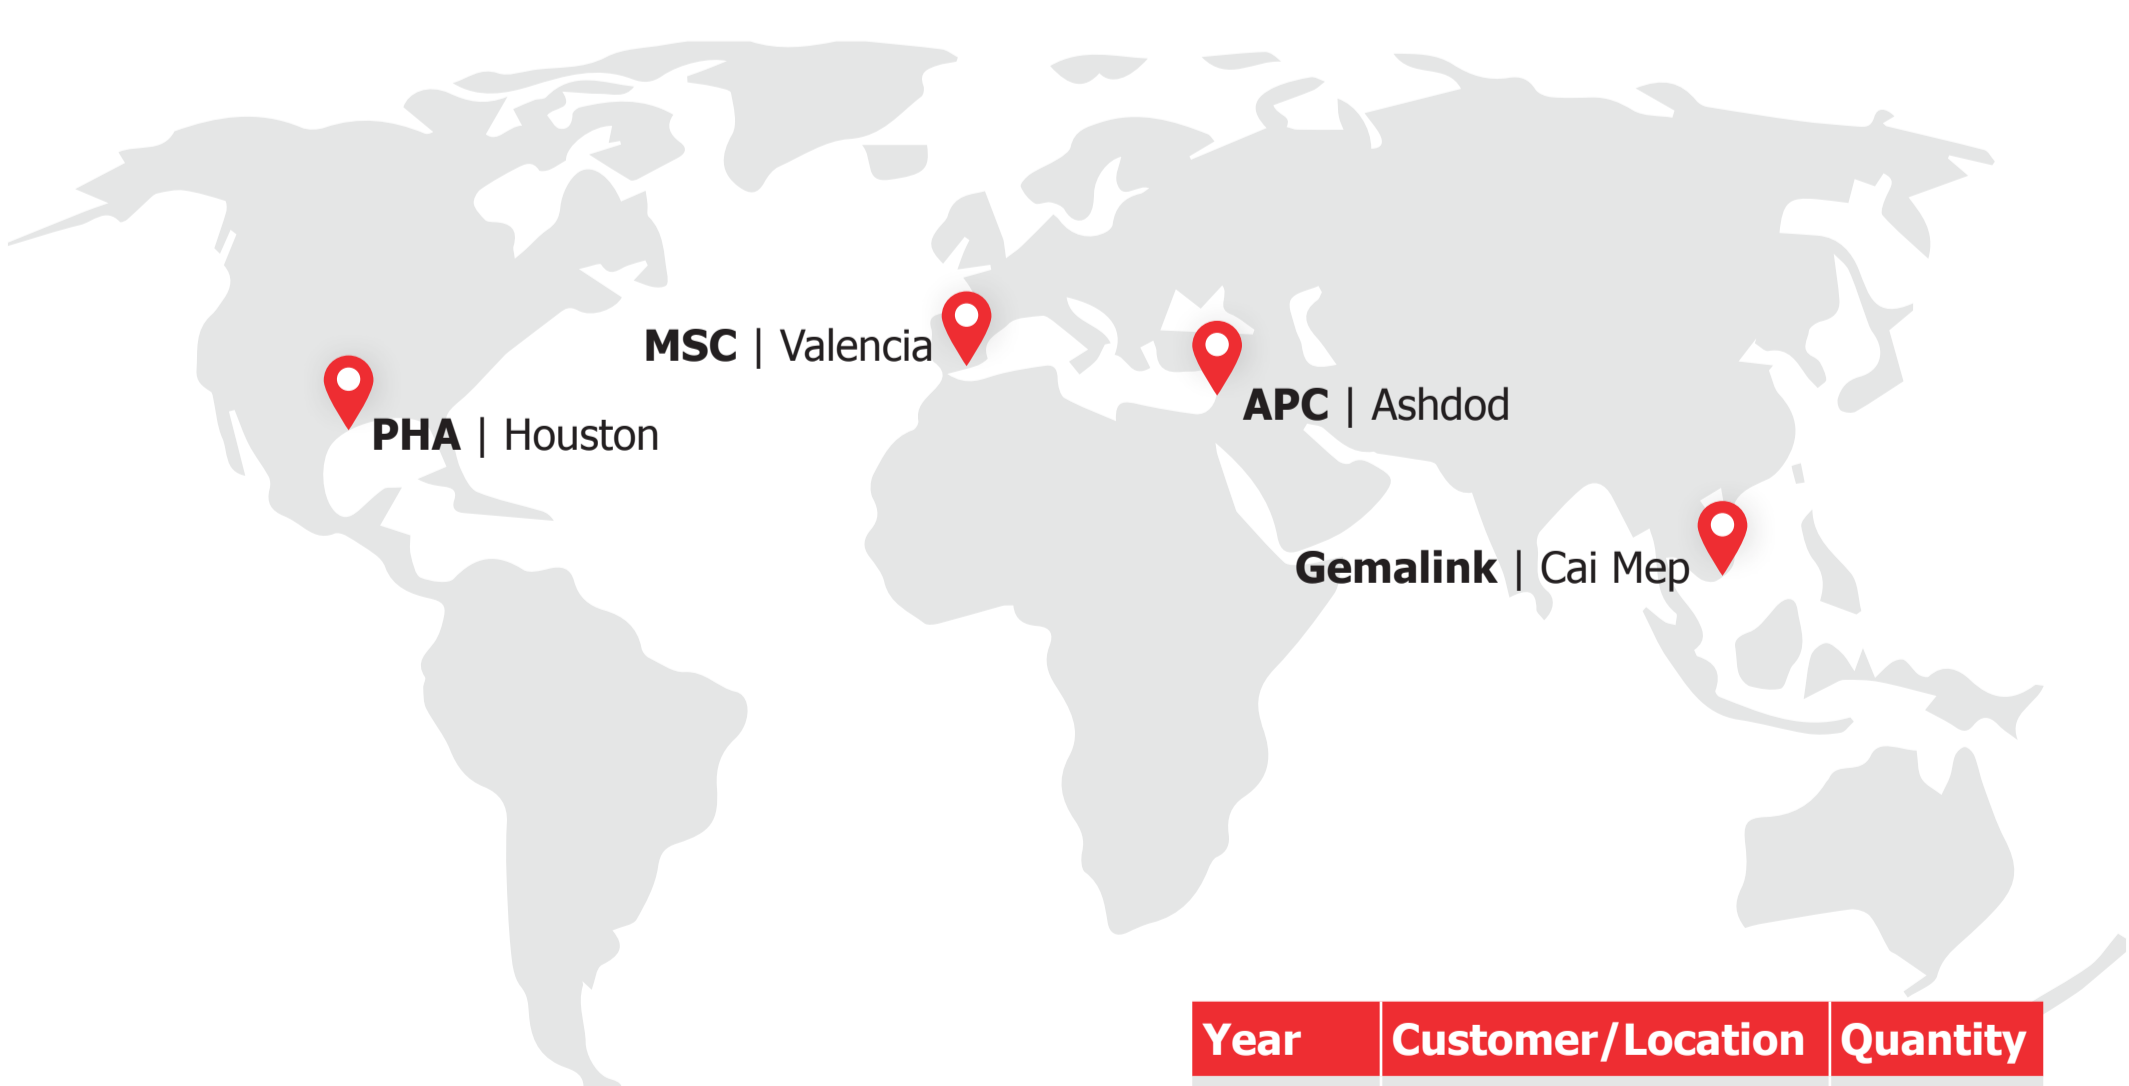 MSC | Valencia
PHA | Houston
APC | Ashdod
Gemalink | Cai Mep
Year Customer/Location Quantity